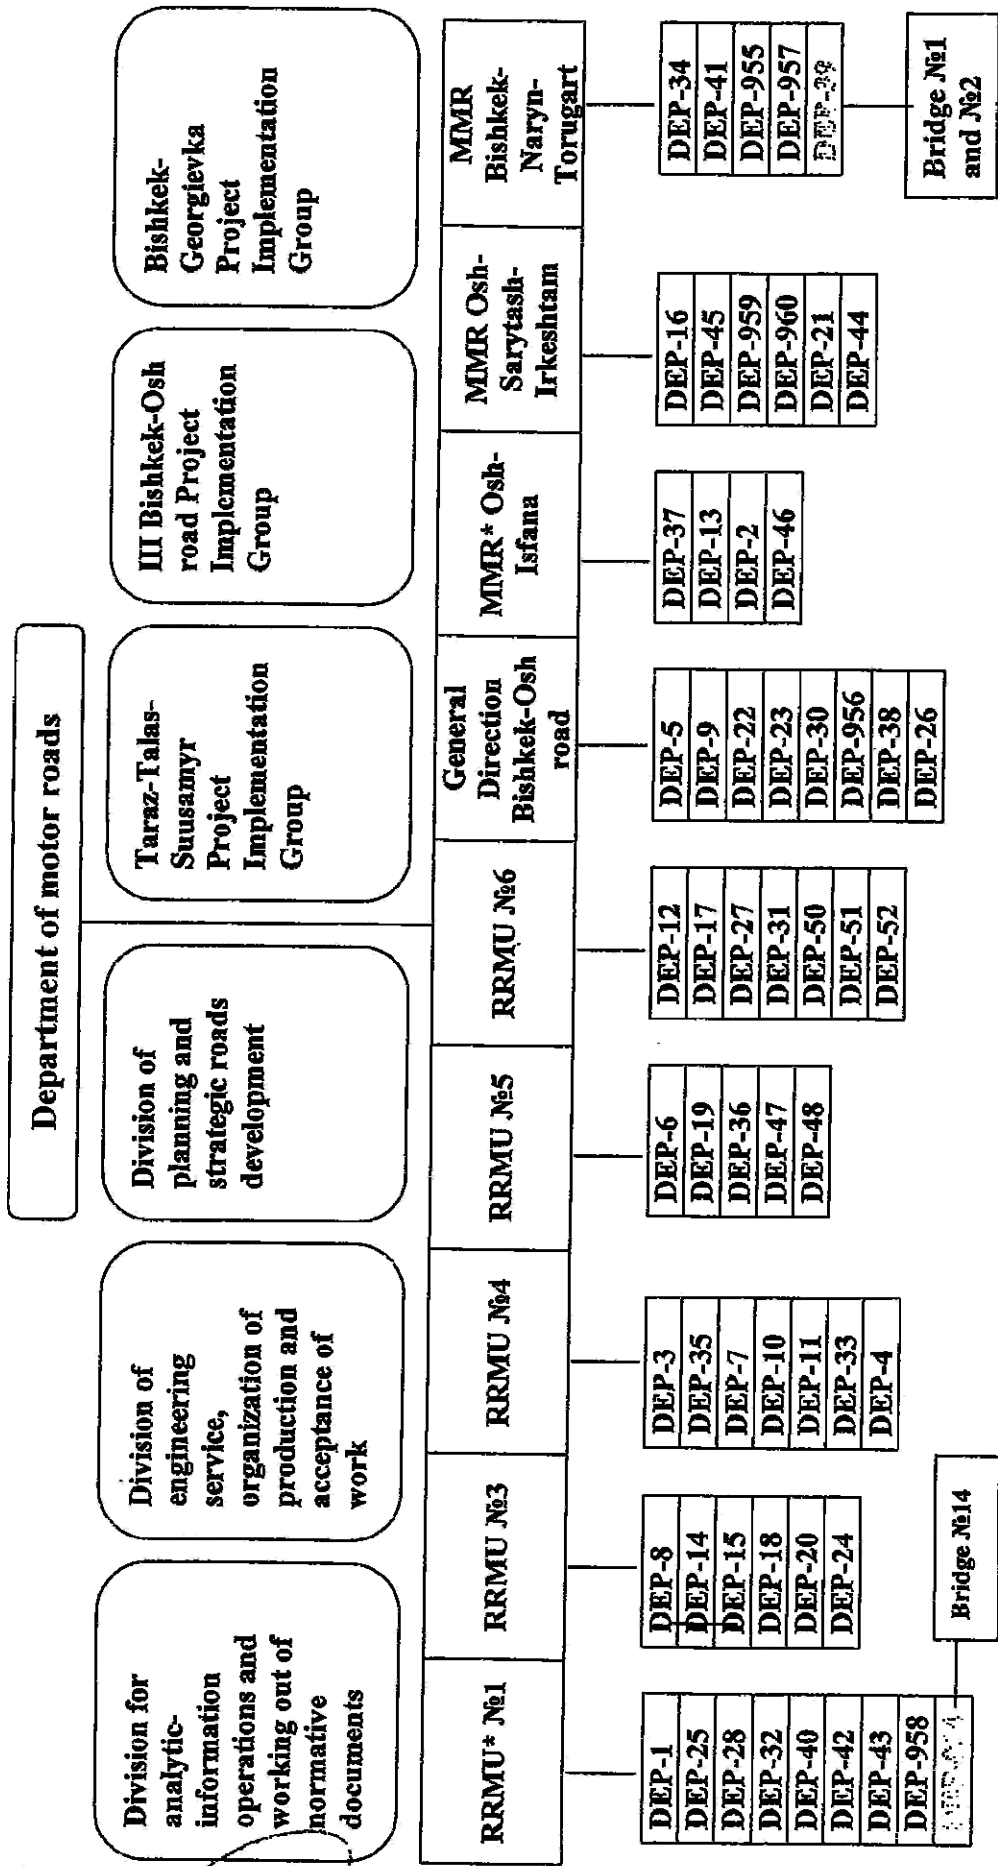 Department of motor roads
Division for
analytic-
information
operations and
working out of
normative
documents
Division of
engineering
service,
organization of
production and
acceptance of
work
Division of
planning and
strategic roads
development
Taraz-Talas-
Suusamyr
Project
Implementation
Group
III Bishkek-Osh
road Project
Implementation
Group
Bishkek-
Georgievka
Project
Implementation
Group
RRMU* №1
RRMU №3
RRMU №4
RRMU №5
RRMU №6
General
Direction
Bishkek-Osh
road
MMR* Osh-
Isfana
MMR Osh-
Sarytash-
Irkeshtam
MMR
Bishkek-
Naryn-
Torugart
DEP-1
DEP-25
DEP-28
DEP-32
DEP-40
DEP-42
DEP-43
DEP-958
Bridge №14
DEP-8
DEP-14
DEP-15
DEP-18
DEP-20
DEP-24
DEP-3
DEP-35
DEP-7
DEP-10
DEP-11
DEP-33
DEP-4
DEP-6
DEP-19
DEP-36
DEP-47
DEP-48
DEP-12
DEP-17
DEP-27
DEP-31
DEP-50
DEP-51
DEP-52
DEP-5
DEP-9
DEP-22
DEP-23
DEP-30
DEP-956
DEP-38
DEP-26
DEP-37
DEP-13
DEP-2
DEP-46
DEP-16
DEP-45
DEP-959
DEP-960
DEP-21
DEP-44
DEP-34
DEP-41
DEP-955
DEP-957
DEP-39
Bridge №1
and №2